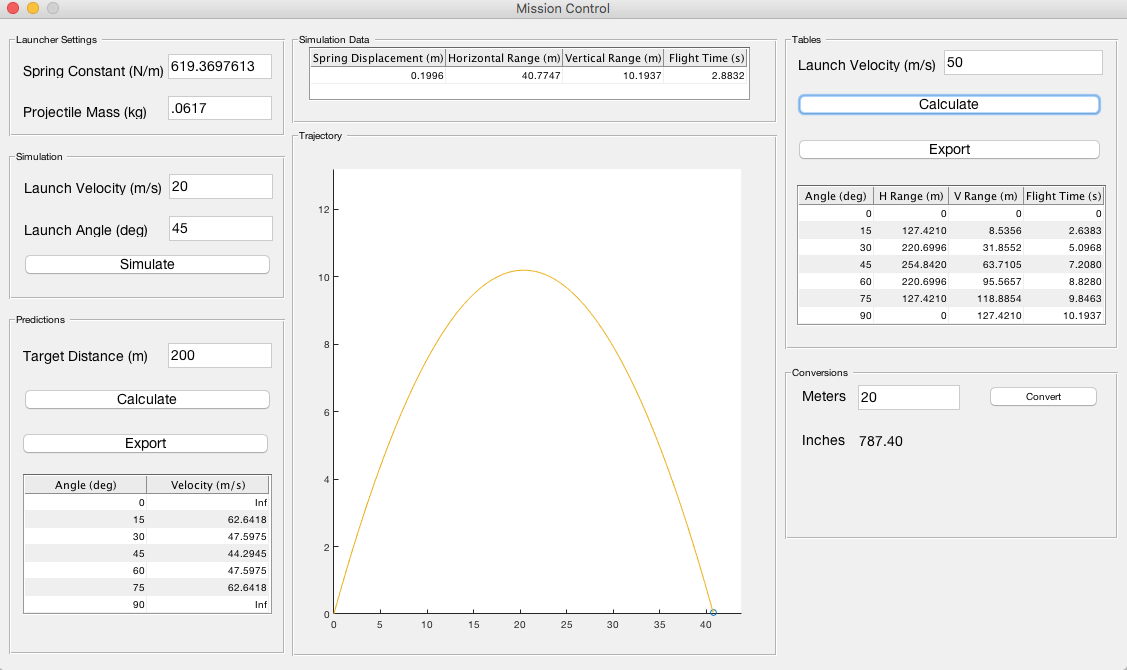 Mission Control
Launcher Settings
Spring Constant (N/m) 619.3697613
Projectile Mass (kg) .0617
Simulation
Launch Velocity (m/s) 20
Launch Angle (deg) 45
Simulate
Predictions
Target Distance (m) 200
Calculate
Export
Angle (deg) Velocity (m/s)
0 Inf
15 62.6418
30 47.5975
45 44.2945
60 47.5975
75 62.6418
90 Inf
Simulation Data
Spring Displacement (m) Horizontal Range (m) Vertical Range (m) Flight Time (s)
0.1996 40.7747 10.1937 2.8832
Trajectory
12
10
8
6
4
2
0
0 5 10 15 20 25 30 35 40
Tables
Launch Velocity (m/s) 50
Calculate
Export
Angle (deg) H Range (m) V Range (m) Flight Time (s)
0 0 0 0
15 127.4210 8.5356 2.6383
30 220.6996 31.8552 5.0968
45 254.8420 63.7105 7.2080
60 220.6996 95.5657 8.8280
75 127.4210 118.8854 9.8463
90 0 127.4210 10.1937
Conversions
Meters 20 Convert
Inches 787.40